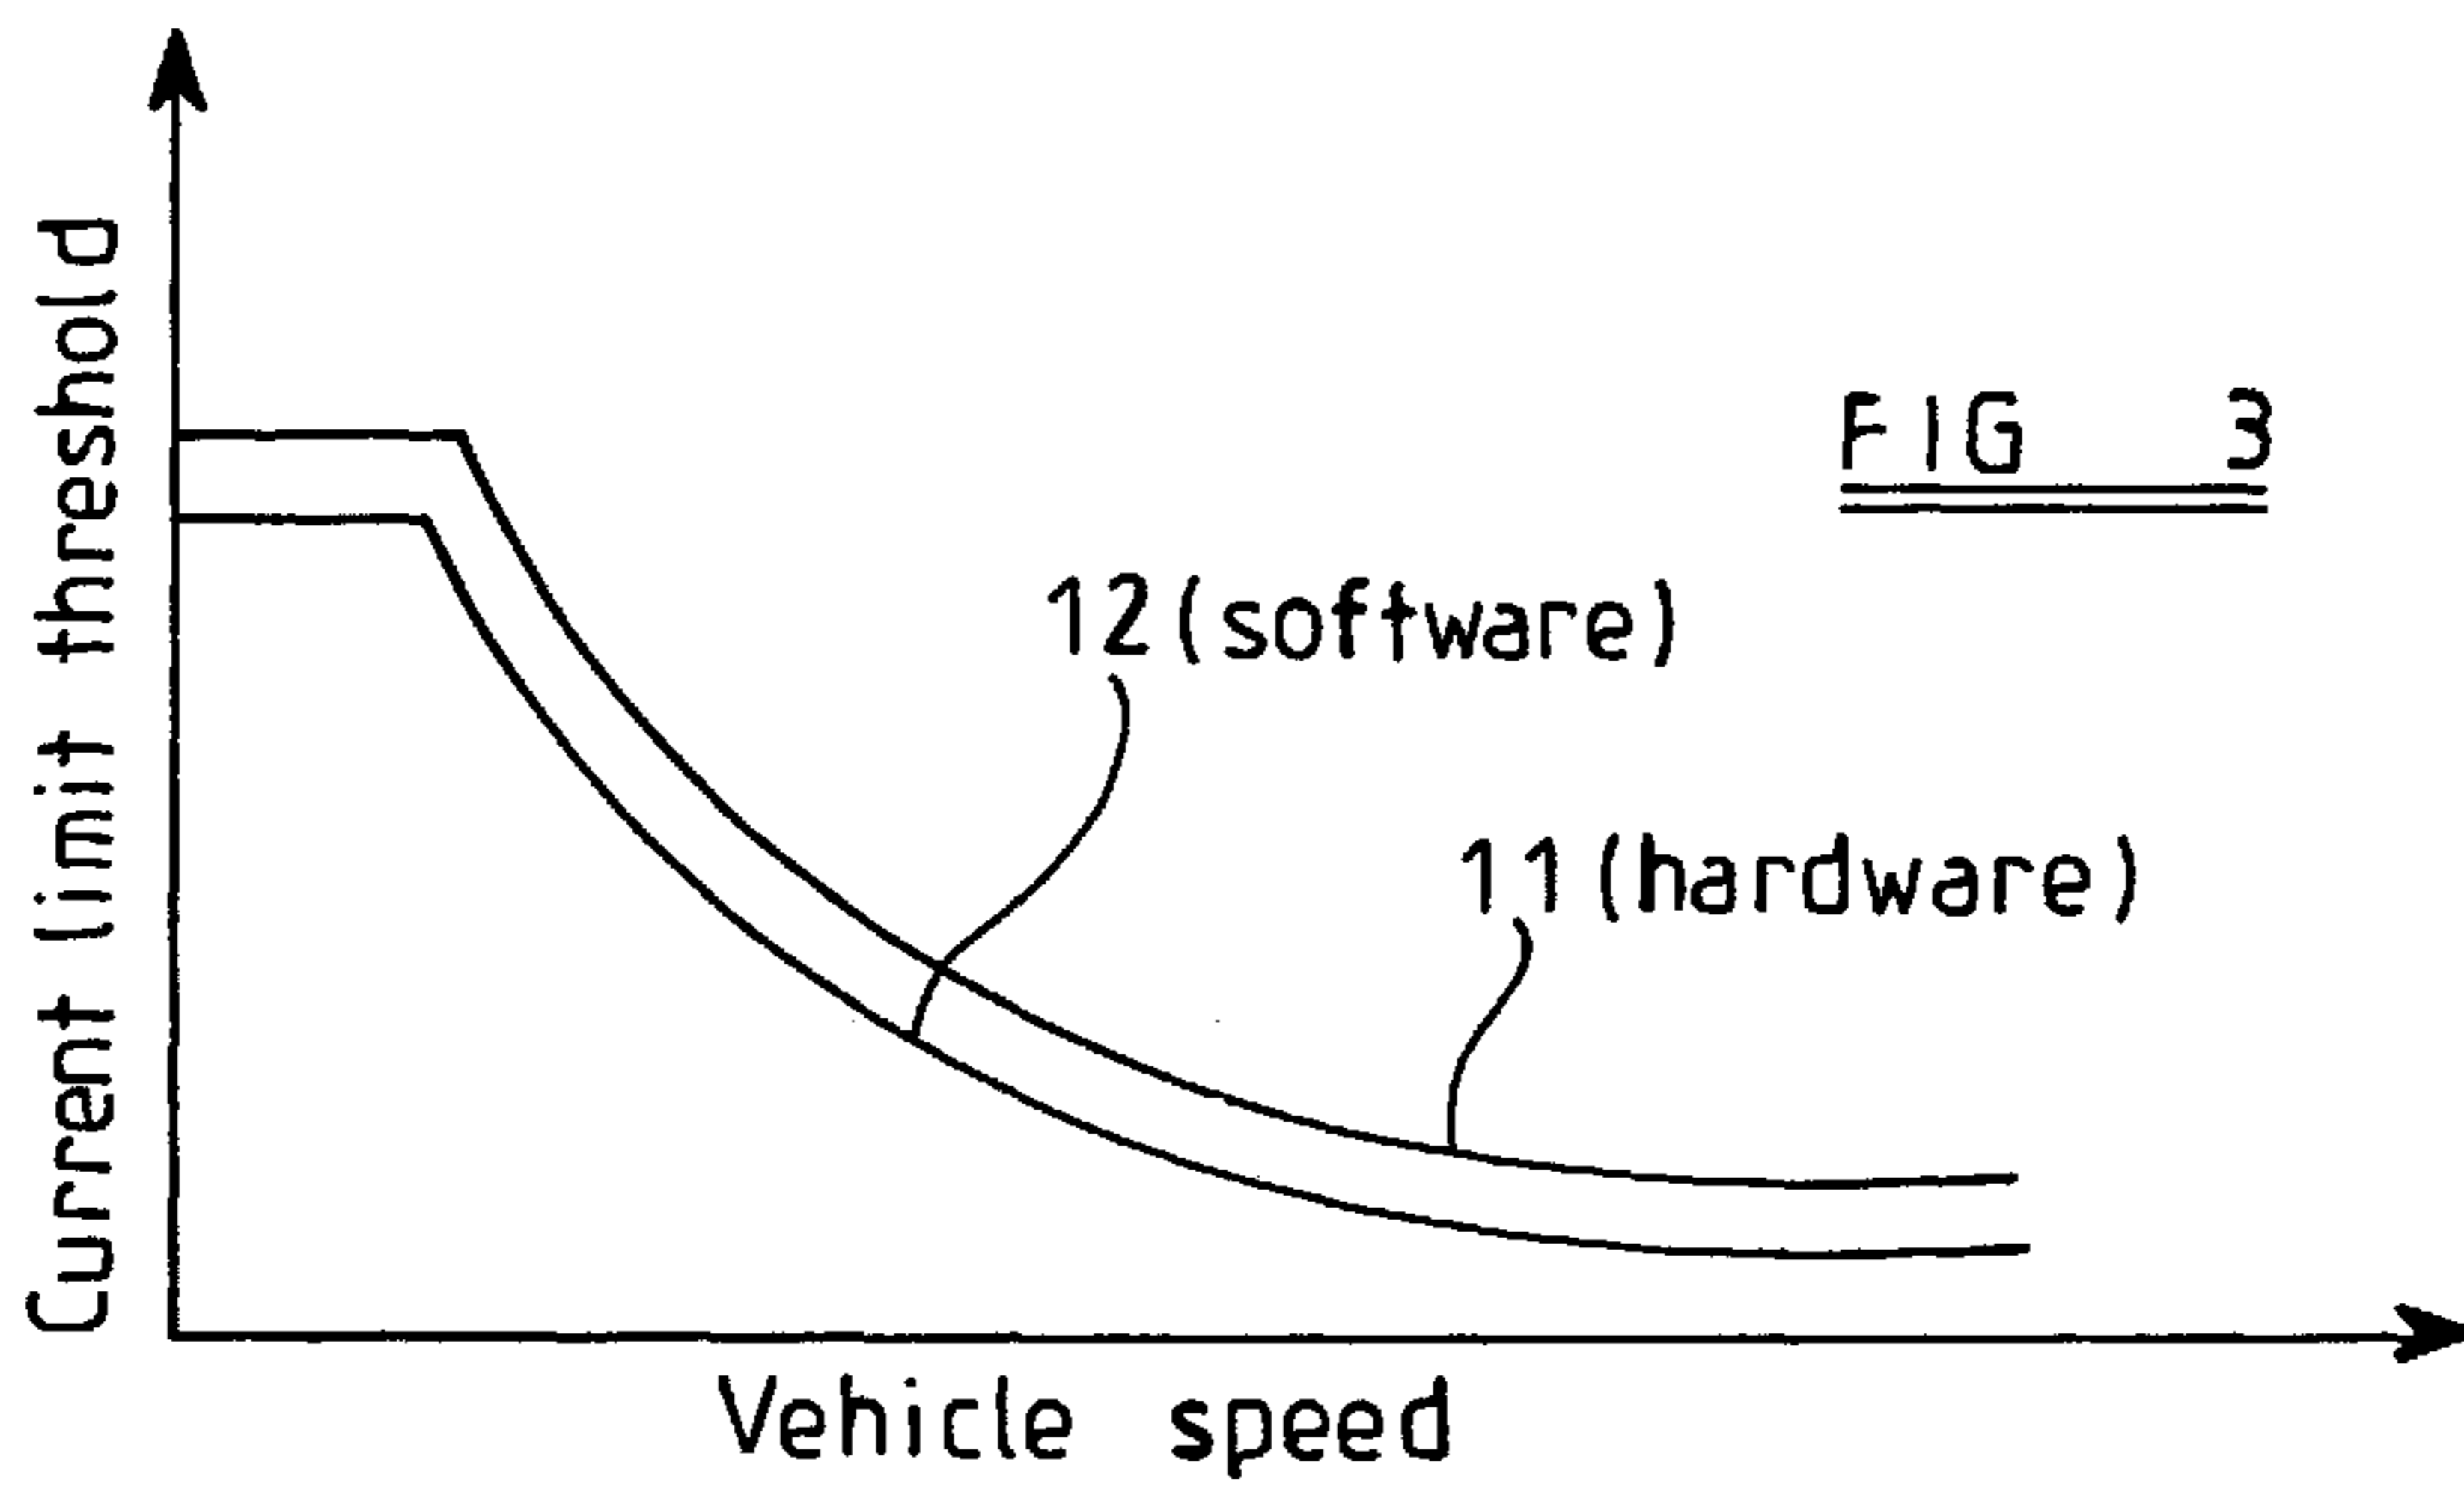 Current limit threshold
FIG 3
12(software)
11(hardware)
Vehicle speed